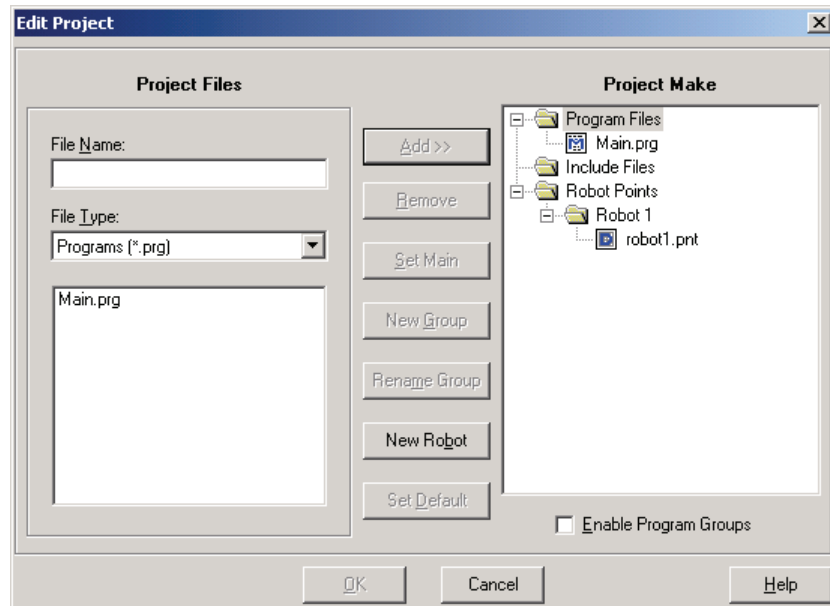 Edit Project
Project Files
File Name:
File Type:
Programs (*.prg)
Main.prg
Add >>
Remove
Set Main
New Group
Rename Group
New Robot
Set Default
Project Make
Program Files
Main.prg
Include Files
Robot Points
Robot 1
robot1.pnt
Enable Program Groups
OK
Cancel
Help